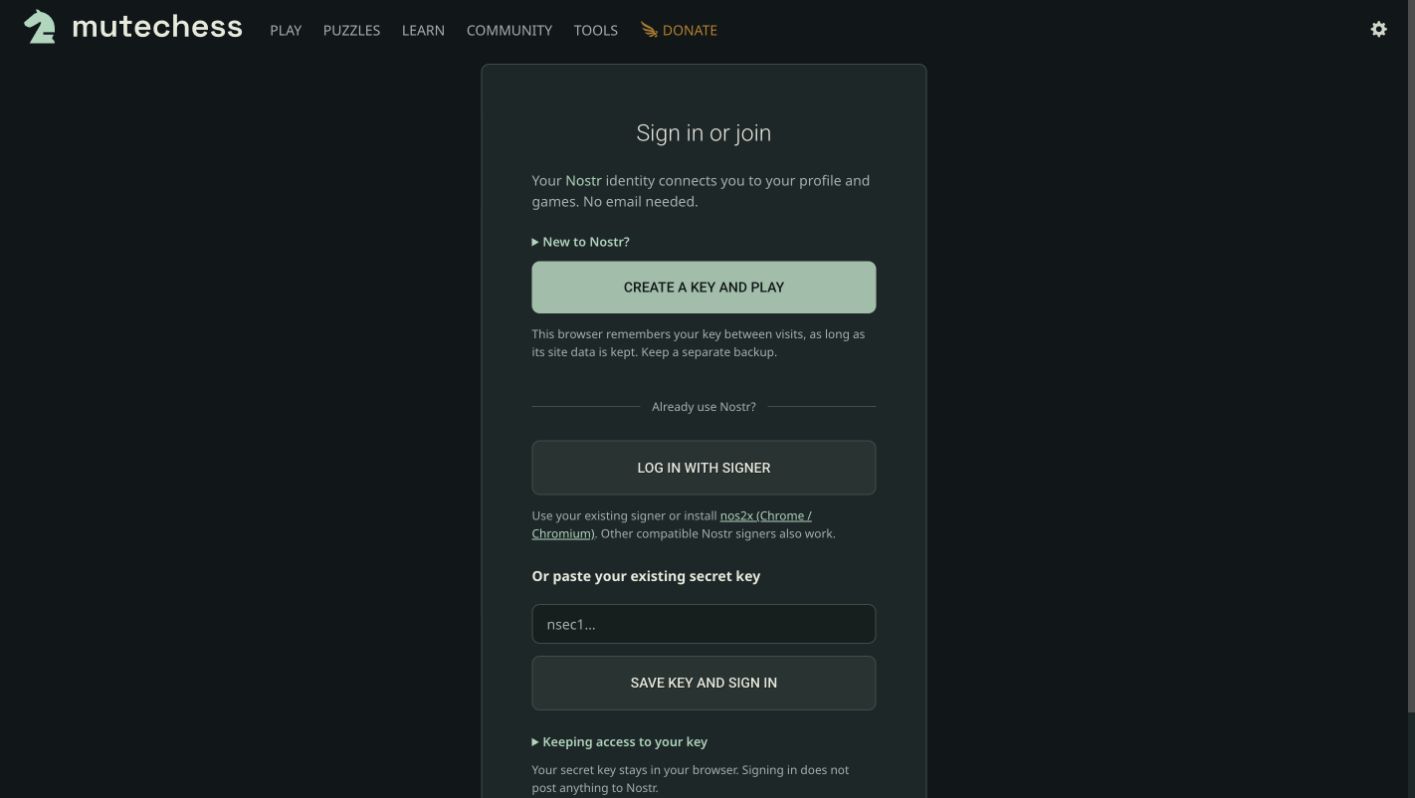 mutechess PLAY PUZZLES LEARN COMMUNITY TOOLS DONATE
Sign in or join
Your Nostr identity connects you to your profile and
games. No email needed.
▶ New to Nostr?
CREATE A KEY AND PLAY
This browser remembers your key between visits, as long as
its site data is kept. Keep a separate backup.
Already use Nostr?
LOG IN WITH SIGNER
Use your existing signer or install nos2x (Chrome /
Chromium). Other compatible Nostr signers also work.
Or paste your existing secret key
nsec1...
SAVE KEY AND SIGN IN
▶ Keeping access to your key
Your secret key stays in your browser. Signing in does not
post anything to Nostr.